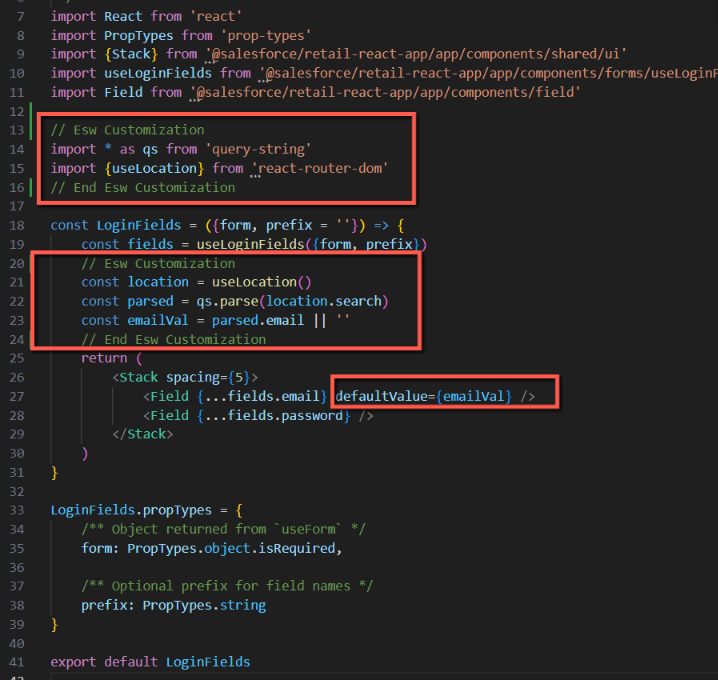 7 import React from 'react'
8 import PropTypes from 'prop-types'
9 import {Stack} from '@salesforce/retail-react-app/app/components/shared/ui'
10 import useLoginFields from '@salesforce/retail-react-app/app/components/forms/useLoginF
11 import Field from '@salesforce/retail-react-app/app/components/field'
12
13 // Esw Customization
14 import * as qs from 'query-string'
15 import {useLocation} from 'react-router-dom'
16 // End Esw Customization
17
18 const LoginFields = ({form, prefix = ''}) => {
19 const fields = useLoginFields({form, prefix})
20 // Esw Customization
21 const location = useLocation()
22 const parsed = qs.parse(location.search)
23 const emailVal = parsed.email || ''
24 // End Esw Customization
25 return (
26 <Stack spacing={5}>
27 <Field {...fields.email} defaultValue={emailVal} />
28 <Field {...fields.password} />
29 </Stack>
30 )
31 }
32
33 LoginFields.propTypes = {
34 /** Object returned from `useForm` */
35 form: PropTypes.object.isRequired,
36
37 /** Optional prefix for field names */
38 prefix: PropTypes.string
39 }
40
41 export default LoginFields